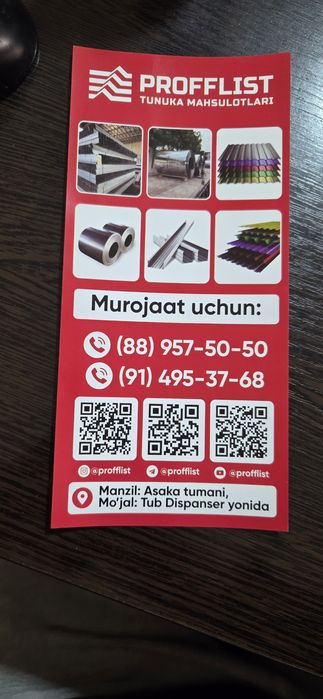 PROFFLIST
TUNUKA MAHSULOTLARI
Murojaat uchun:
(88) 957-50-50
(91) 495-37-68
@profflist @profflist @profflist
Manzil: Asaka tumani,
Mo'jal: Tub Dispanser yonida